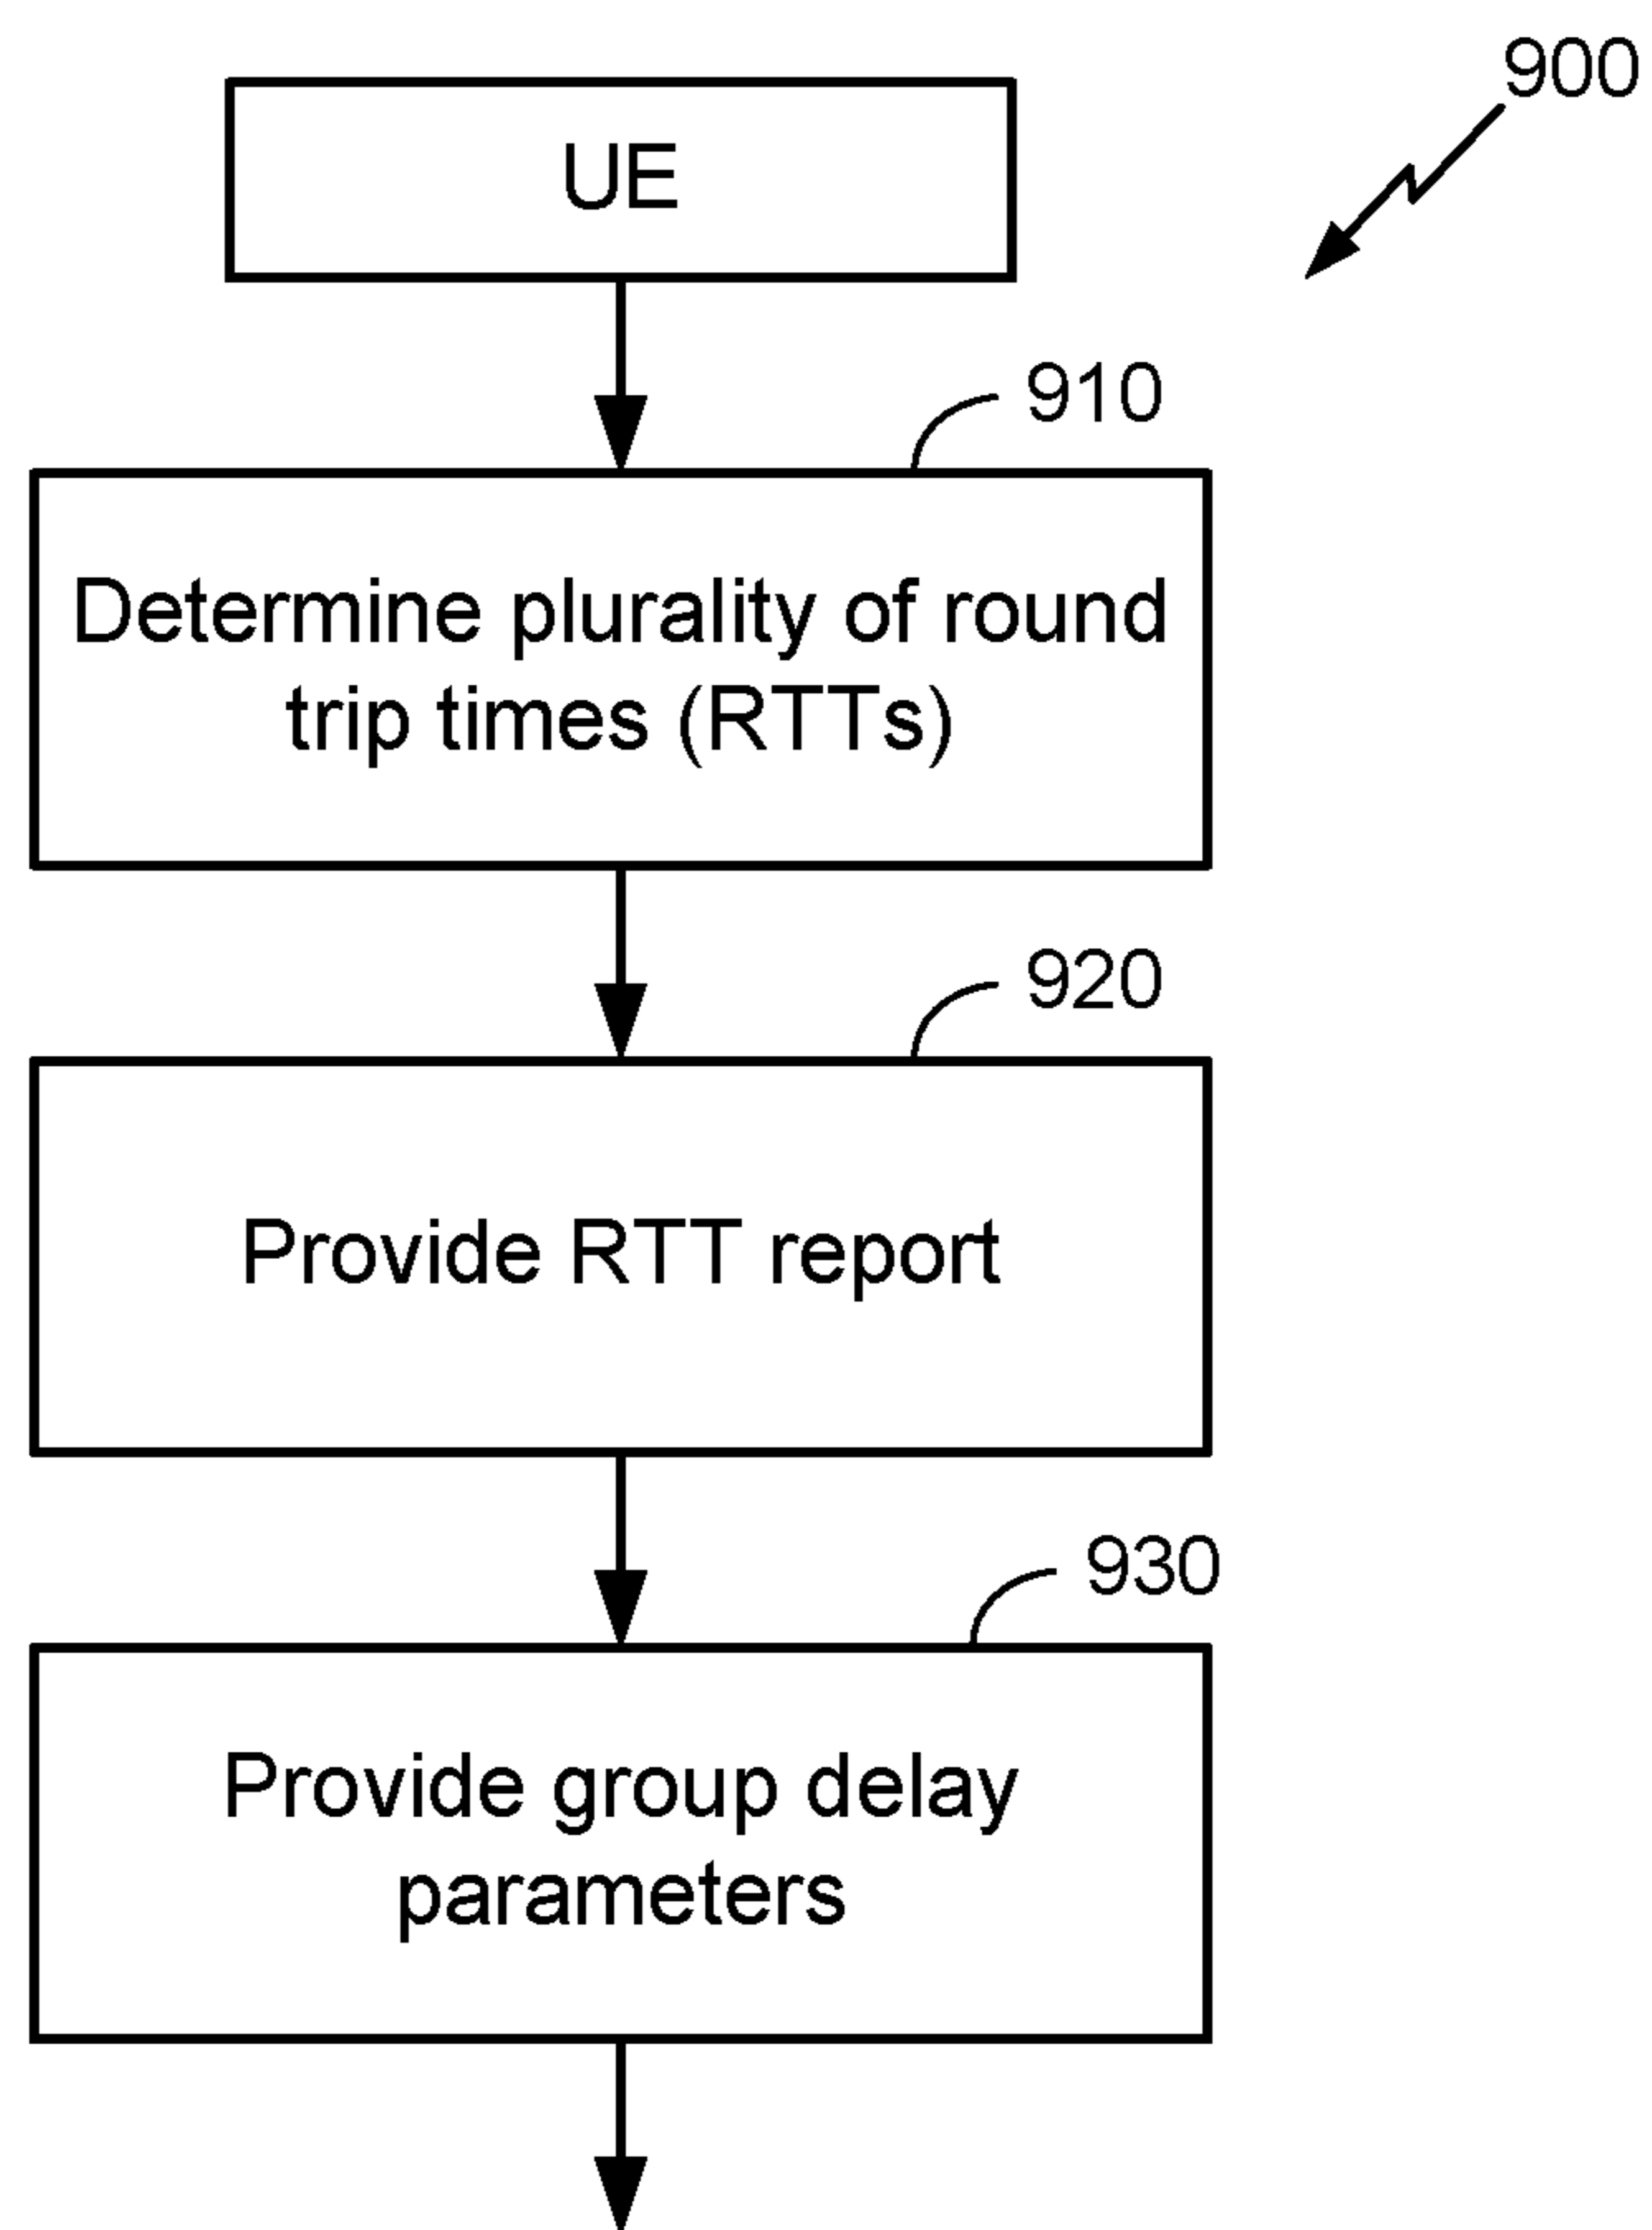 900
UE
910
Determine plurality of round
trip times (RTTs)
920
Provide RTT report
930
Provide group delay
parameters